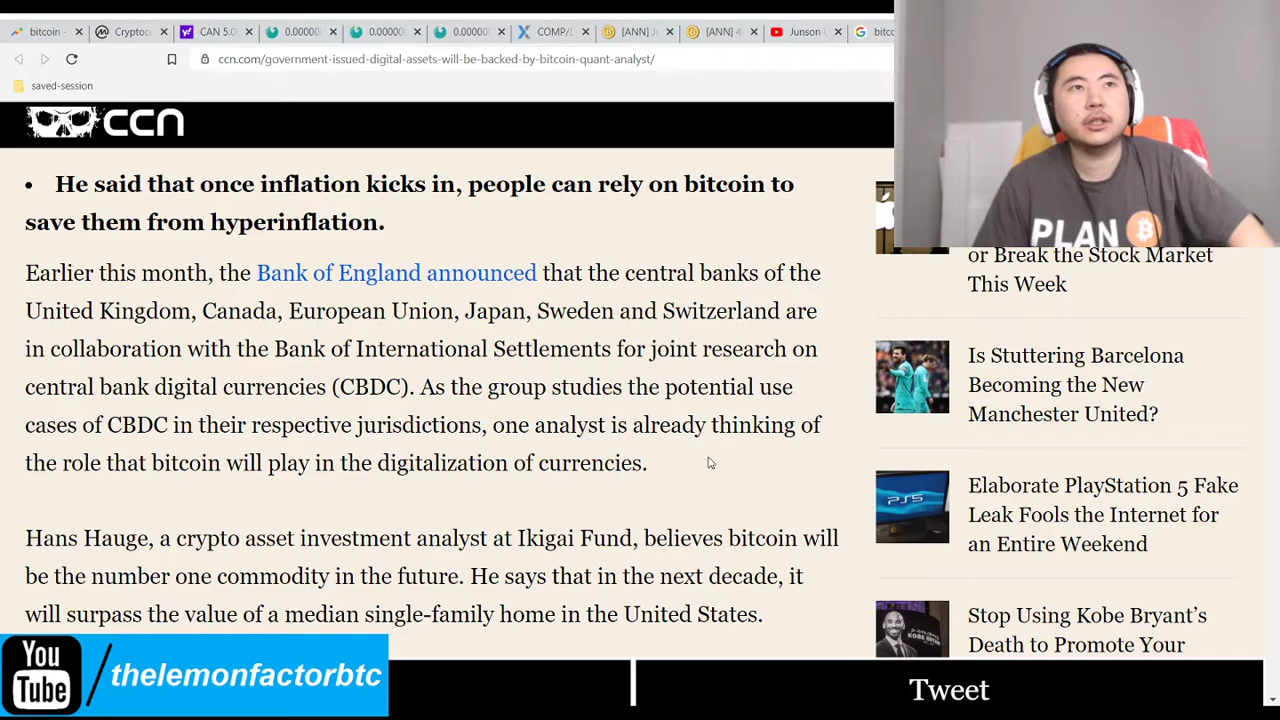 bitcoin -
Cryptoc
CAN 5.0
0.00000
0.00000
0.00000
COMP/D
[ANN] J
[ANN] 4
Junson
bitc
ccn.com/government-issued-digital-assets-will-be-backed-by-bitcoin-quant-analyst/
saved-session
ccn
• He said that once inflation kicks in, people can rely on bitcoin to
save them from hyperinflation.
Earlier this month, the Bank of England announced that the central banks of the
United Kingdom, Canada, European Union, Japan, Sweden and Switzerland are
in collaboration with the Bank of International Settlements for joint research on
central bank digital currencies (CBDC). As the group studies the potential use
cases of CBDC in their respective jurisdictions, one analyst is already thinking of
the role that bitcoin will play in the digitalization of currencies.
Hans Hauge, a crypto asset investment analyst at Ikigai Fund, believes bitcoin will
be the number one commodity in the future. He says that in the next decade, it
will surpass the value of a median single-family home in the United States.
PLAN B
or Break the Stock Market
This Week
Is Stuttering Barcelona
Becoming the New
Manchester United?
PS5
Elaborate PlayStation 5 Fake
Leak Fools the Internet for
an Entire Weekend
KOBE BRYANT
Stop Using Kobe Bryant's
Death to Promote Your
You
Tube
/thelemonfactorbtc
Tweet